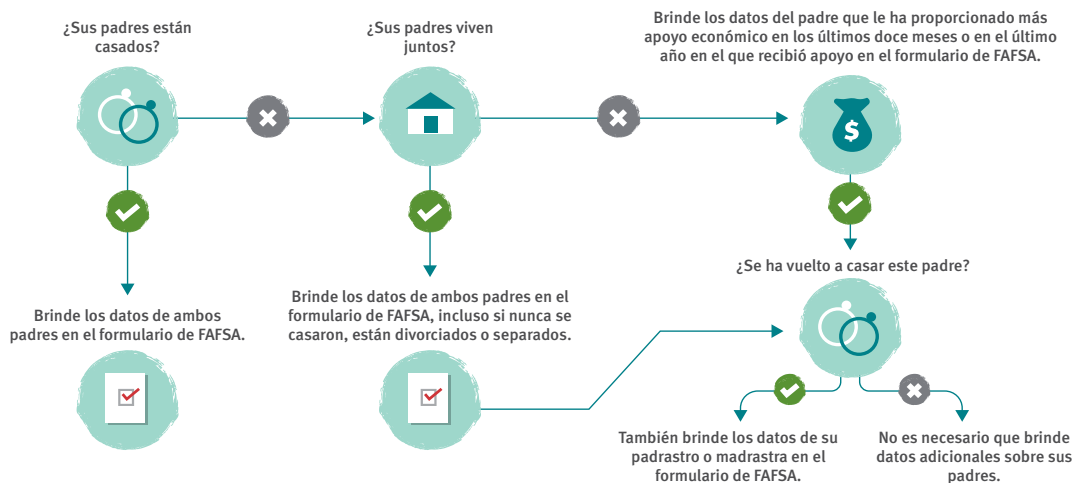 ¿Sus padres están
casados?
¿Sus padres viven
juntos?
Brinde los datos del padre que le ha proporcionado más
apoyo económico en los últimos doce meses o en el último
año en el que recibió apoyo en el formulario de FAFSA.
$
¿Se ha vuelto a casar este padre?
Brinde los datos de ambos
padres en el formulario de FAFSA.
Brinde los datos de ambos padres en el
formulario de FAFSA, incluso si nunca se
casaron, están divorciados o separados.
También brinde los datos de su
padrastro o madrastra en el
formulario de FAFSA.
No es necesario que brinde
datos adicionales sobre sus
padres.